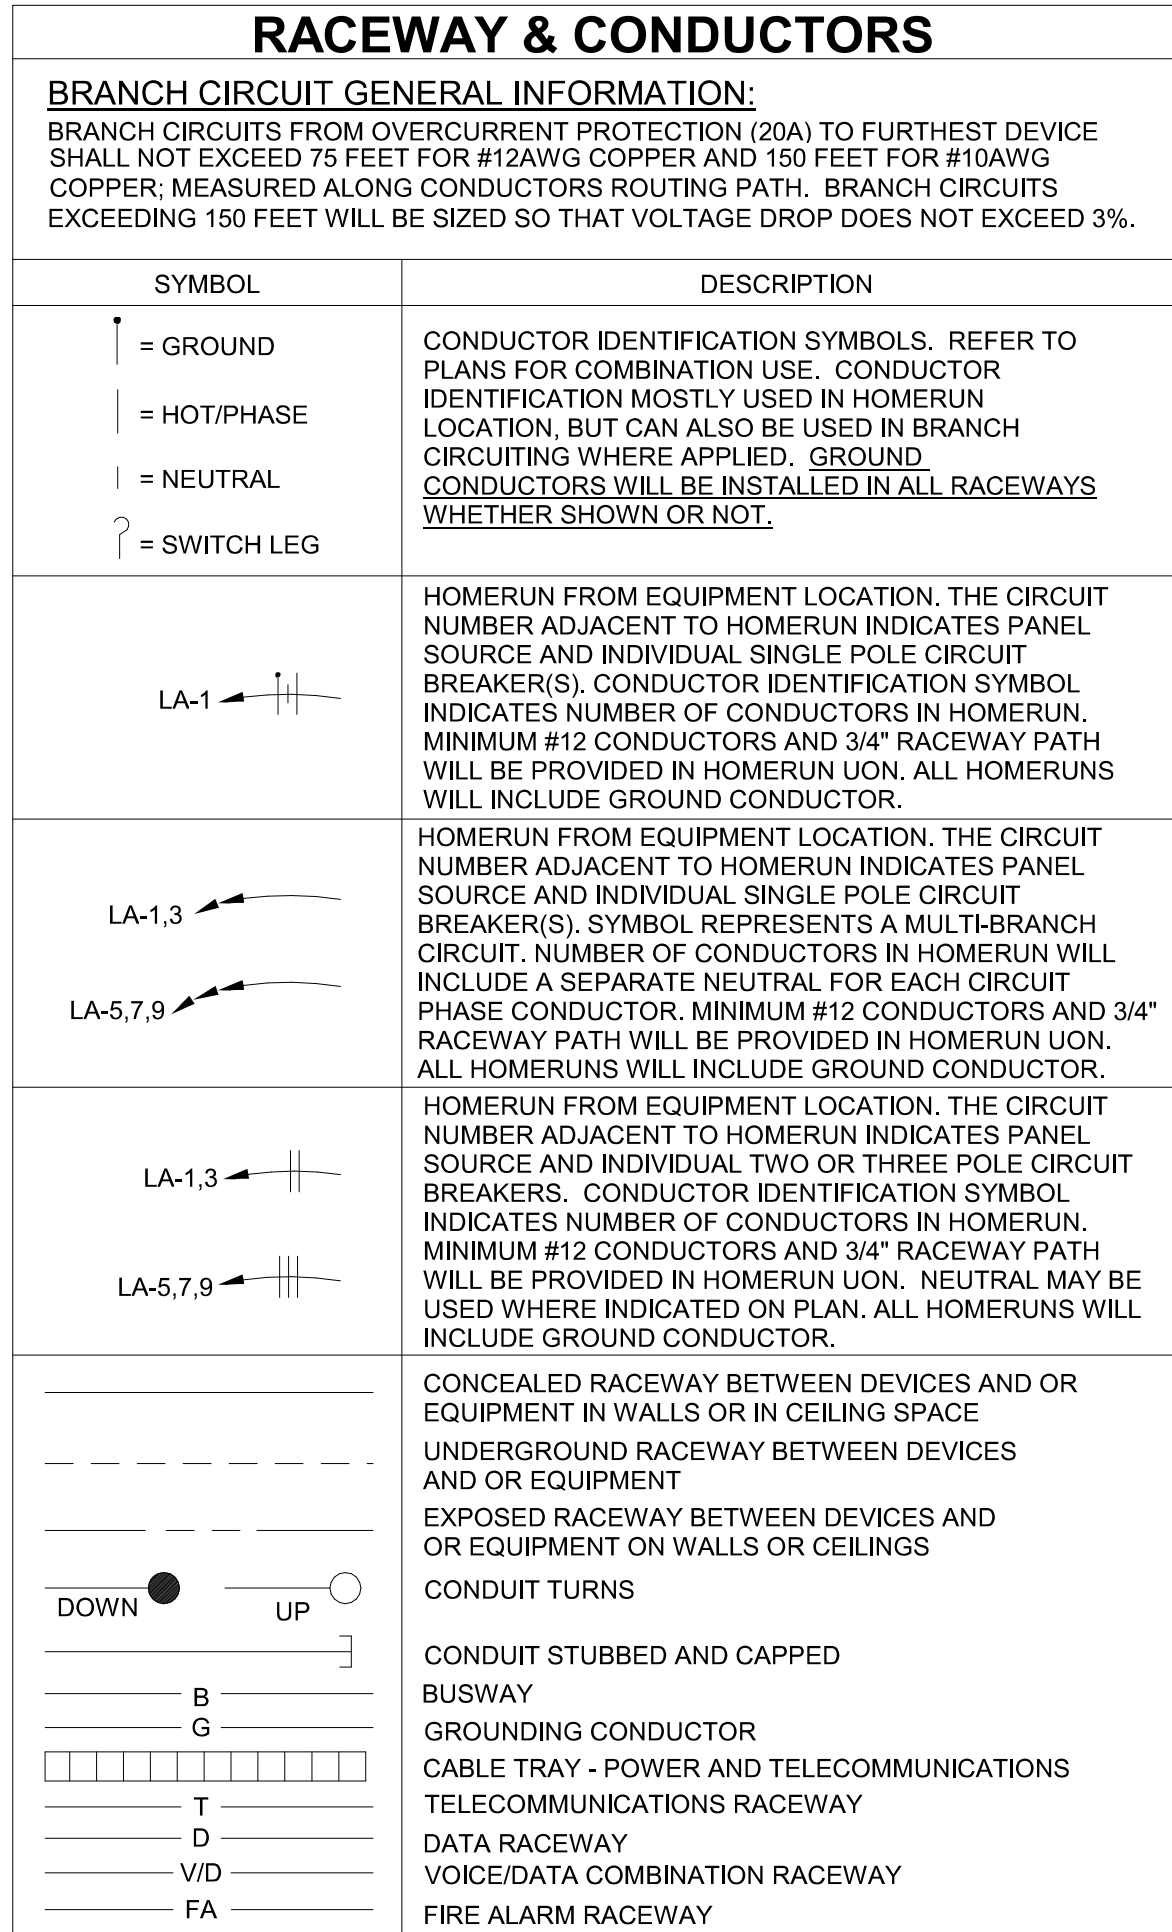 RACEWAY & CONDUCTORS
BRANCH CIRCUIT GENERAL INFORMATION:
BRANCH CIRCUITS FROM OVERCURRENT PROTECTION (20A) TO FURTHEST DEVICE
SHALL NOT EXCEED 75 FEET FOR #12AWG COPPER AND 150 FEET FOR #10AWG
COPPER; MEASURED ALONG CONDUCTORS ROUTING PATH. BRANCH CIRCUITS
EXCEEDING 150 FEET WILL BE SIZED SO THAT VOLTAGE DROP DOES NOT EXCEED 3%.
SYMBOL
DESCRIPTION
= GROUND
= HOT/PHASE
= NEUTRAL
= SWITCH LEG
CONDUCTOR IDENTIFICATION SYMBOLS. REFER TO
PLANS FOR COMBINATION USE. CONDUCTOR
IDENTIFICATION MOSTLY USED IN HOMERUN
LOCATION, BUT CAN ALSO BE USED IN BRANCH
CIRCUITING WHERE APPLIED. GROUND
CONDUCTORS WILL BE INSTALLED IN ALL RACEWAYS
WHETHER SHOWN OR NOT.
LA-1
HOMERUN FROM EQUIPMENT LOCATION. THE CIRCUIT
NUMBER ADJACENT TO HOMERUN INDICATES PANEL
SOURCE AND INDIVIDUAL SINGLE POLE CIRCUIT
BREAKER(S). CONDUCTOR IDENTIFICATION SYMBOL
INDICATES NUMBER OF CONDUCTORS IN HOMERUN.
MINIMUM #12 CONDUCTORS AND 3/4" RACEWAY PATH
WILL BE PROVIDED IN HOMERUN UON. ALL HOMERUNS
WILL INCLUDE GROUND CONDUCTOR.
LA-1,3
LA-5,7,9
HOMERUN FROM EQUIPMENT LOCATION. THE CIRCUIT
NUMBER ADJACENT TO HOMERUN INDICATES PANEL
SOURCE AND INDIVIDUAL SINGLE POLE CIRCUIT
BREAKER(S). SYMBOL REPRESENTS A MULTI-BRANCH
CIRCUIT. NUMBER OF CONDUCTORS IN HOMERUN WILL
INCLUDE A SEPARATE NEUTRAL FOR EACH CIRCUIT
PHASE CONDUCTOR. MINIMUM #12 CONDUCTORS AND 3/4"
RACEWAY PATH WILL BE PROVIDED IN HOMERUN UON.
ALL HOMERUNS WILL INCLUDE GROUND CONDUCTOR.
LA-1,3
LA-5,7,9
HOMERUN FROM EQUIPMENT LOCATION. THE CIRCUIT
NUMBER ADJACENT TO HOMERUN INDICATES PANEL
SOURCE AND INDIVIDUAL TWO OR THREE POLE CIRCUIT
BREAKERS. CONDUCTOR IDENTIFICATION SYMBOL
INDICATES NUMBER OF CONDUCTORS IN HOMERUN.
MINIMUM #12 CONDUCTORS AND 3/4" RACEWAY PATH
WILL BE PROVIDED IN HOMERUN UON. NEUTRAL MAY BE
USED WHERE INDICATED ON PLAN. ALL HOMERUNS WILL
INCLUDE GROUND CONDUCTOR.
CONCEALED RACEWAY BETWEEN DEVICES AND OR
EQUIPMENT IN WALLS OR IN CEILING SPACE
UNDERGROUND RACEWAY BETWEEN DEVICES
AND OR EQUIPMENT
EXPOSED RACEWAY BETWEEN DEVICES AND
OR EQUIPMENT ON WALLS OR CEILINGS
DOWN UP CONDUIT TURNS
CONDUIT STUBBED AND CAPPED
B BUSWAY
G GROUNDING CONDUCTOR
CABLE TRAY - POWER AND TELECOMMUNICATIONS
T TELECOMMUNICATIONS RACEWAY
D DATA RACEWAY
V/D VOICE/DATA COMBINATION RACEWAY
FA FIRE ALARM RACEWAY